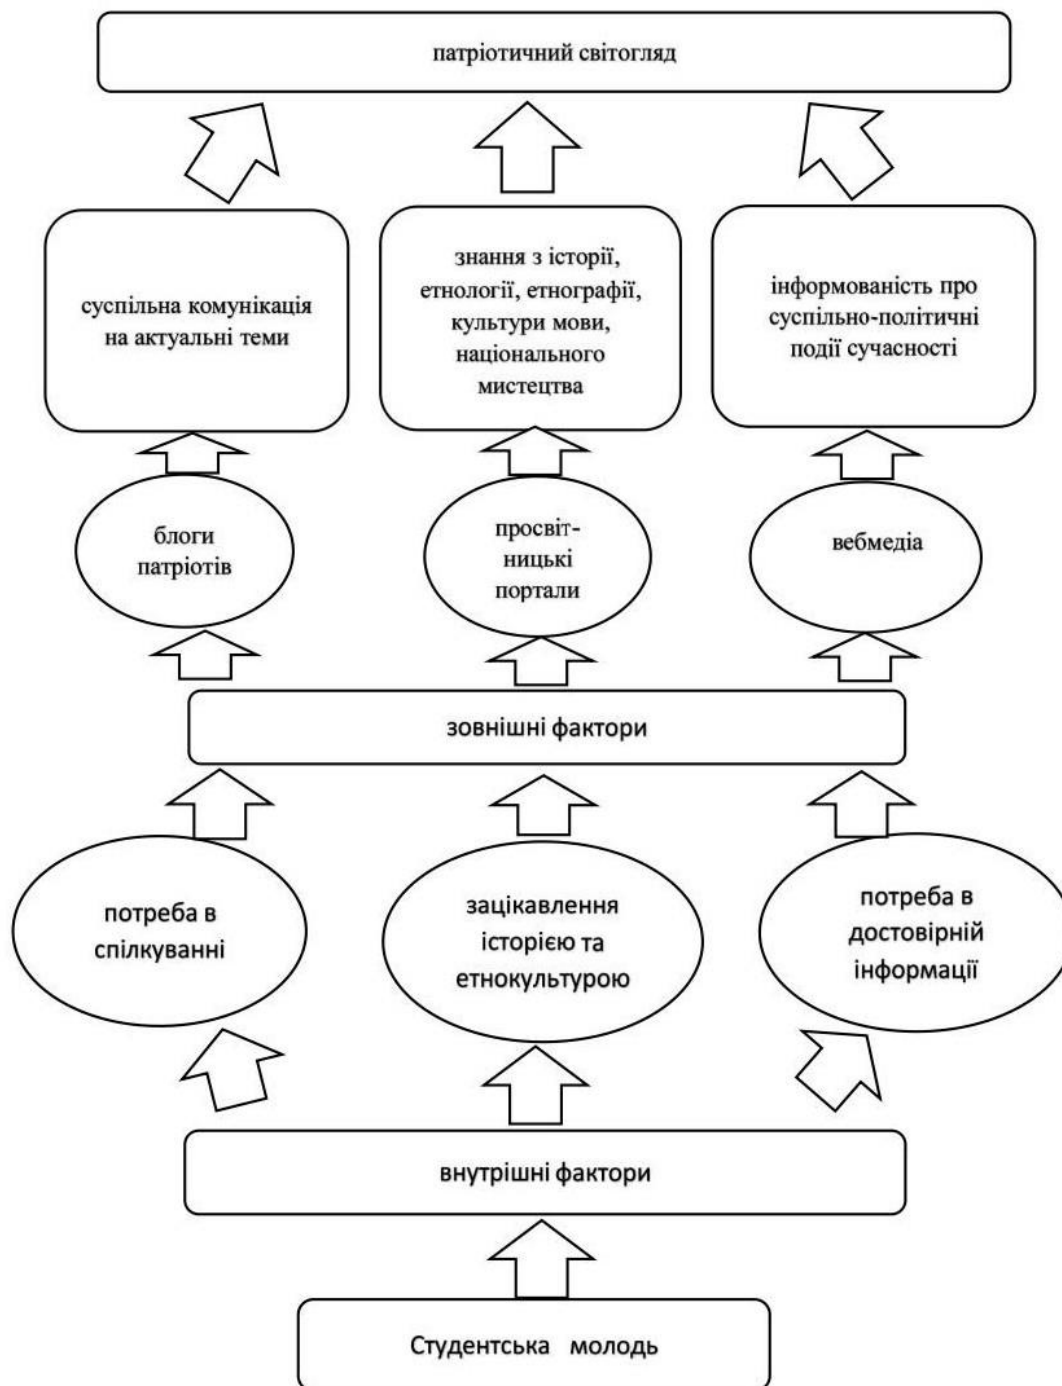 патріотичний світогляд
суспільна комунікація
на актуальні теми
знання з історії,
етнології, етнографії,
культури мови,
національного
мистецтва
інформованість про
суспільно-політичні
події сучасності
блоги
патріотів
просвіт-
ницькі
портали
вебмедіа
зовнішні фактори
потреба в
спілкуванні
зацікавлення
історією та
етнокультурою
потреба в
достовірній
інформації
внутрішні фактори
Студентська молодь